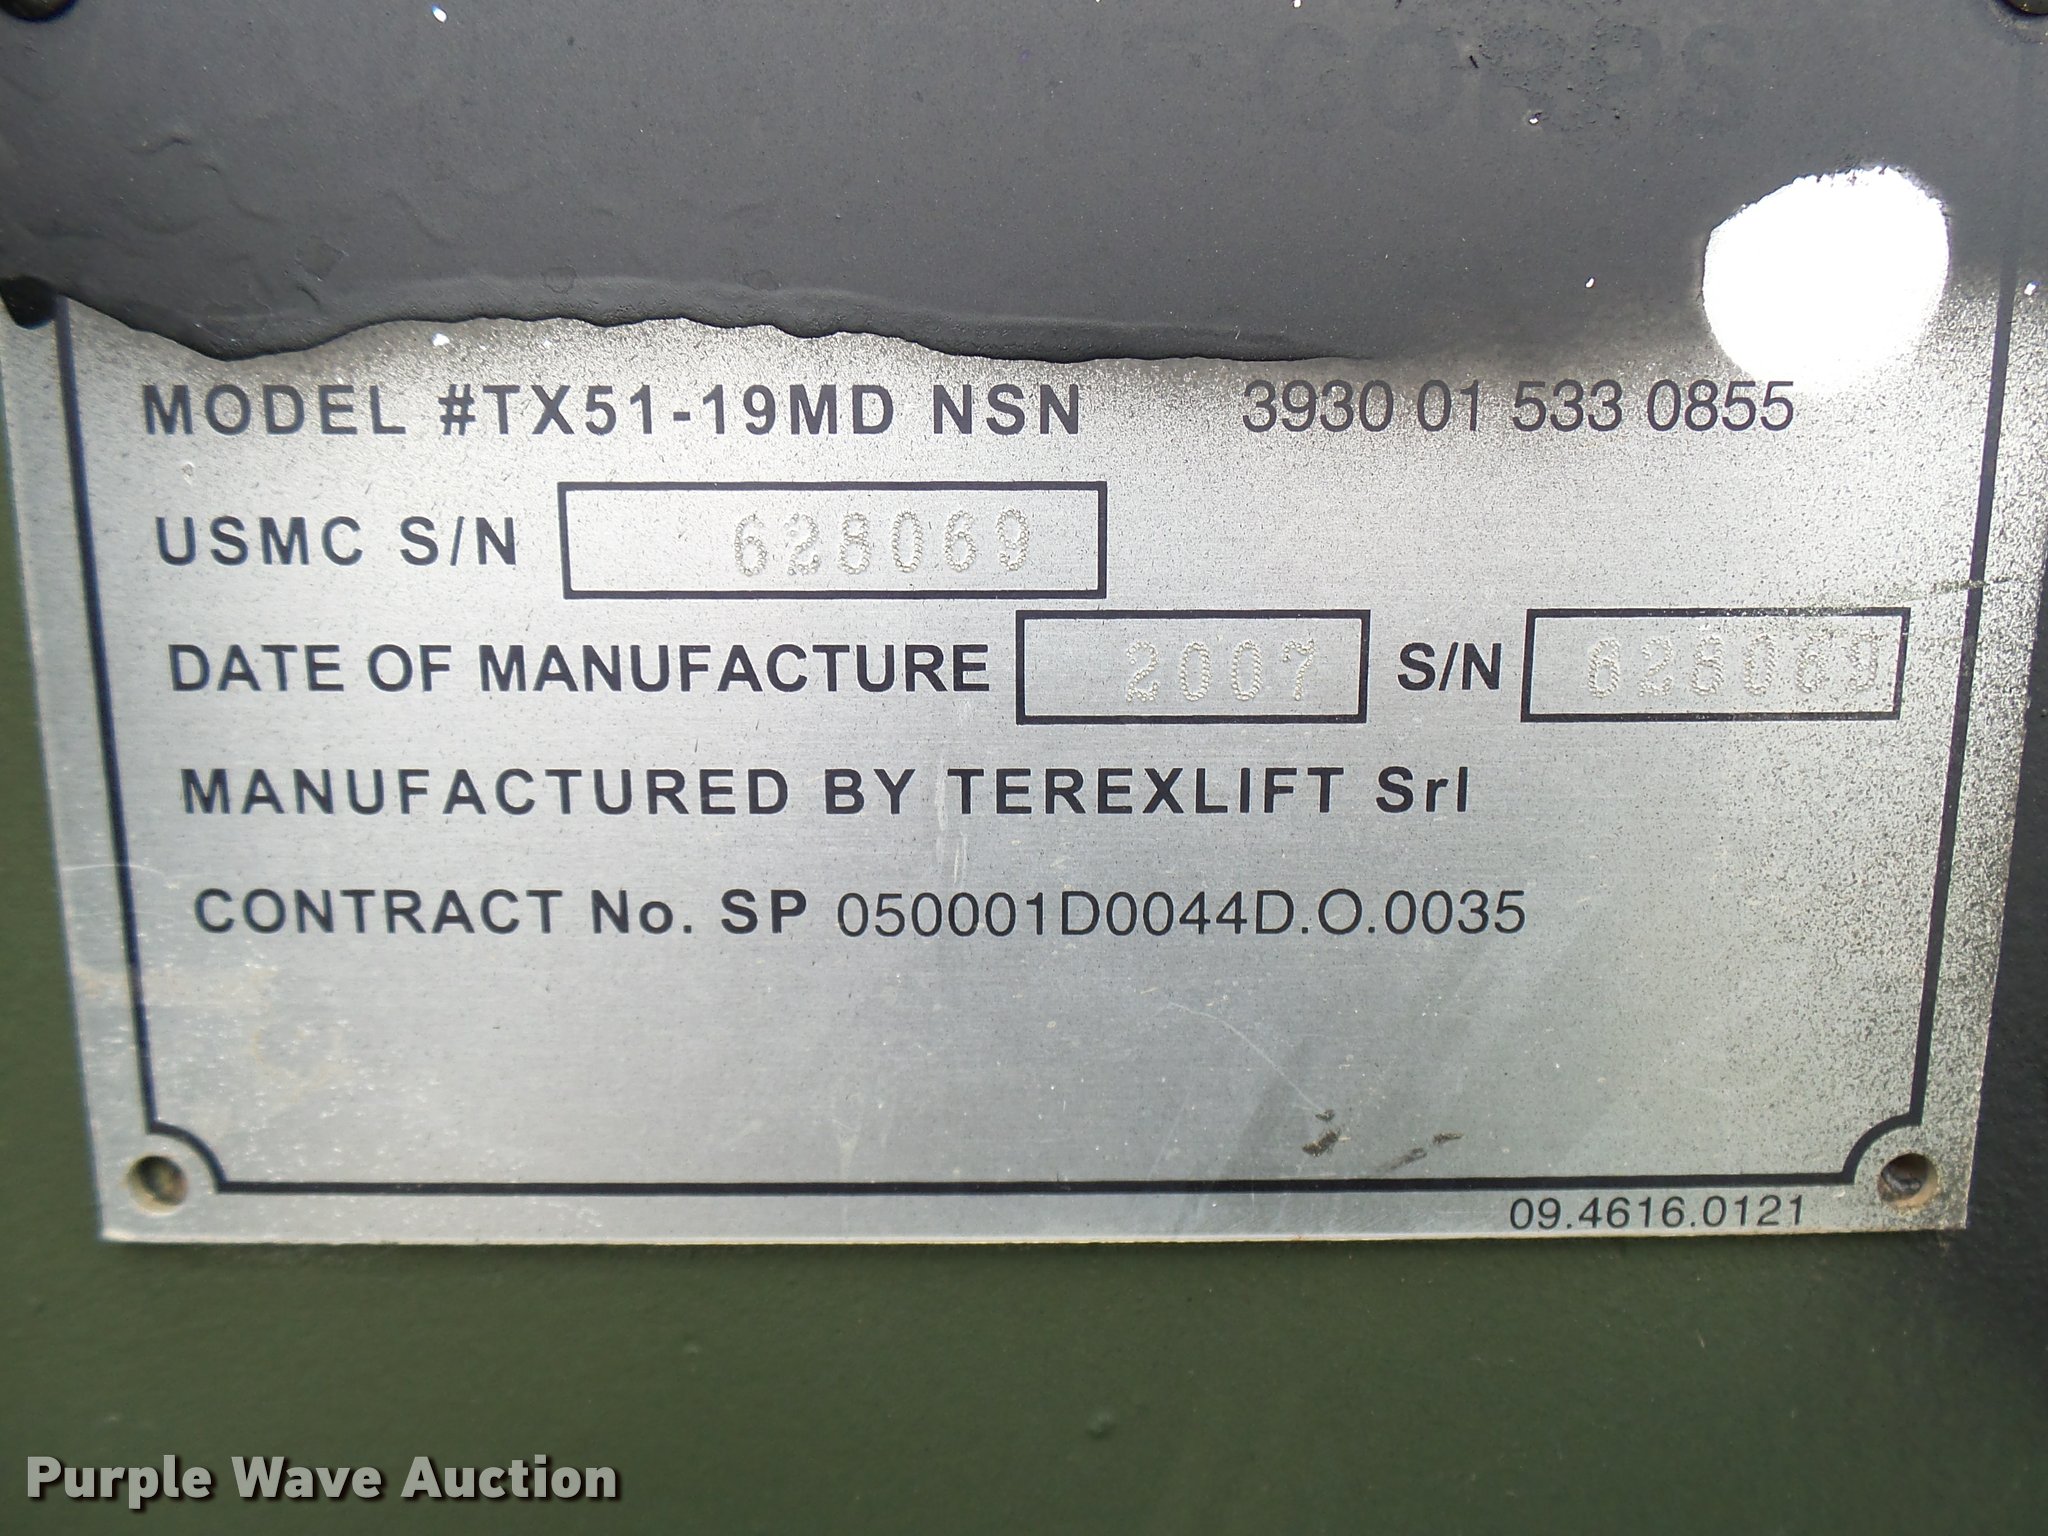 CORPS
MODEL #TX51-19MD NSN 3930 01 533 0855
USMC S/N 628069
DATE OF MANUFACTURE 2007 S/N 628069
MANUFACTURED BY TEREXLIFT Srl
CONTRACT No. SP 050001D0044D.O.0035
09.4616.0121
Purple Wave Auction